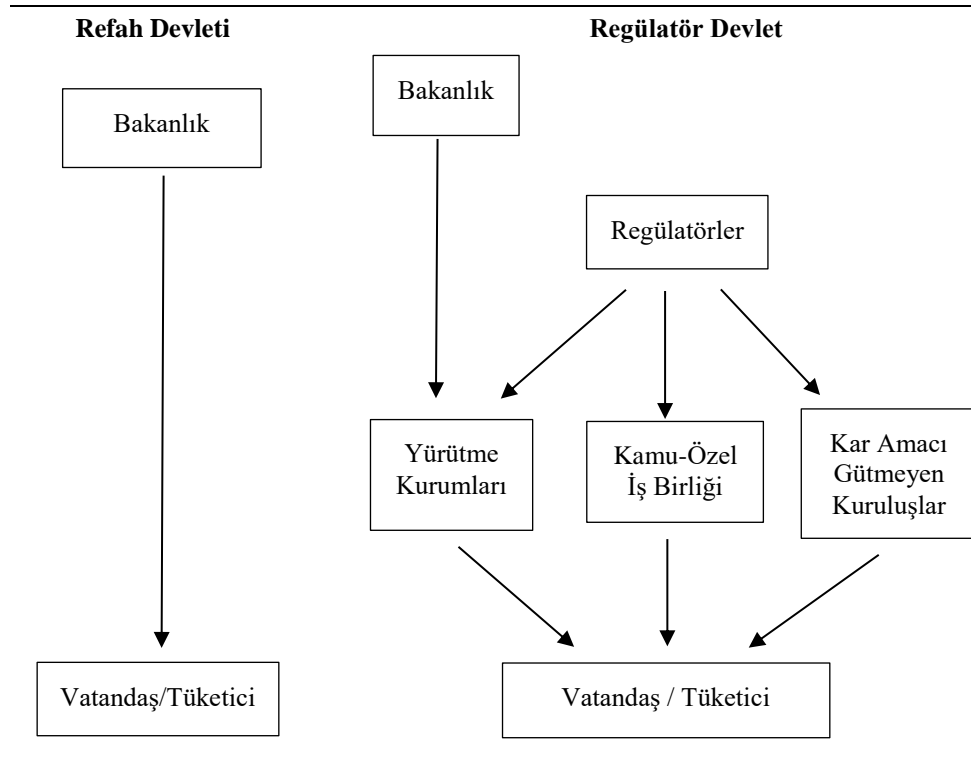 Refah Devleti
Regülatör Devlet
Bakanlık
Bakanlık
Regülatörler
Yürütme
Kurumları
Kamu-Özel
İş Birliği
Kar Amacı
Gütmeyen
Kuruluşlar
Vatandaş/Tüketici
Vatandaş / Tüketici